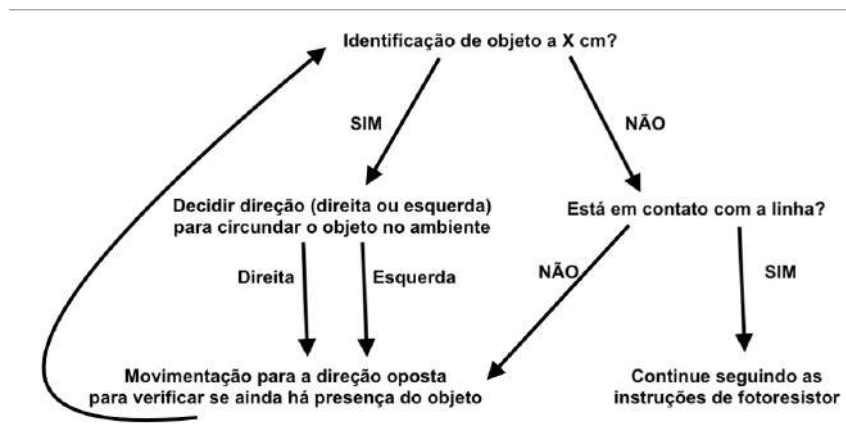 Identificação de objeto a X cm?
SIM
NÃO
Decidir direção (direita ou esquerda)
para circundar o objeto no ambiente
Está em contato com a linha?
Direita
Esquerda
NÃO
SIM
Movimentação para a direção oposta
para verificar se ainda há presença do objeto
Continue seguindo as
instruções de fotoresistor